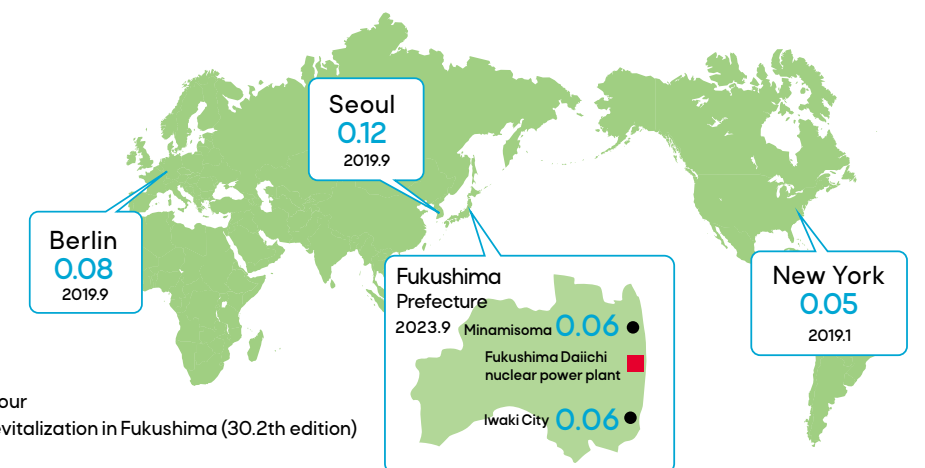 Seoul
0.12
2019.9
Berlin
0.08
2019.9
New York
0.05
2019.1
Fukushima
Prefecture
2023.9
Minamisoma 0.06
Fukushima Daiichi
nuclear power plant
Iwaki City 0.06
our
evitalization in Fukushima (30.2th edition)